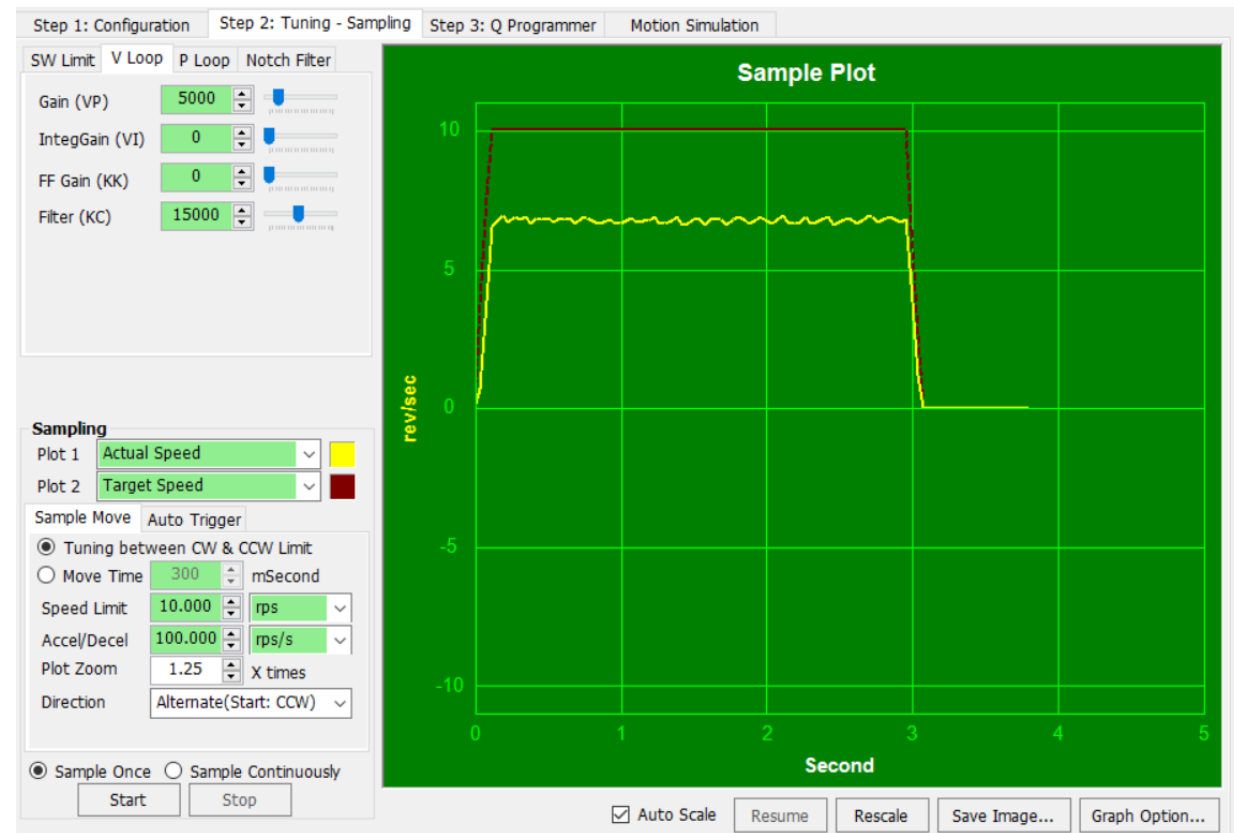 Step 1: Configuration Step 2: Tuning - Sampling Step 3: Q Programmer Motion Simulation
SW Limit V Loop P Loop Notch Filter
Gain (VP) 5000
IntegGain (VI) 0
FF Gain (KK) 0
Filter (KC) 15000
Sampling
Plot 1 Actual Speed
Plot 2 Target Speed
Sample Move Auto Trigger
Tuning between CW & CCW Limit
Move Time 300 mSecond
Speed Limit 10.000 rps
Accel/Decel 100.000 rps/s
Plot Zoom 1.25 X times
Direction Alternate(Start: CCW)
Sample Once Sample Continuously
Start Stop
Sample Plot
10
5
0
-5
-10
rev/sec
0 1 2 3 4 5
Second
Auto Scale Resume Rescale Save Image... Graph Option...